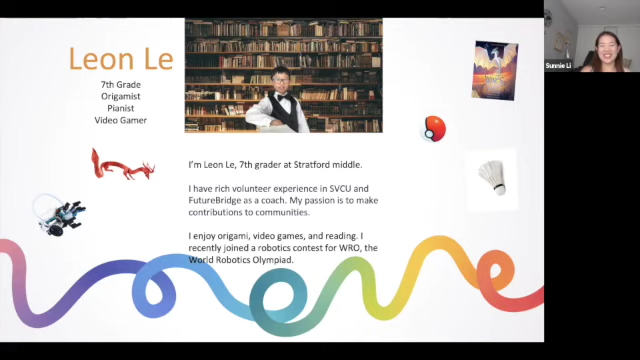 Leon Le
7th Grade
Origamist
Pianist
Video Gamer
I'm Leon Le, 7th grader at Stratford middle.
I have rich volunteer experience in SVCU and
FutureBridge as a coach. My passion is to make
contributions to communities.
I enjoy origami, video games, and reading. I
recently joined a robotics contest for WRO, the
World Robotics Olympiad.
Sunnie Li